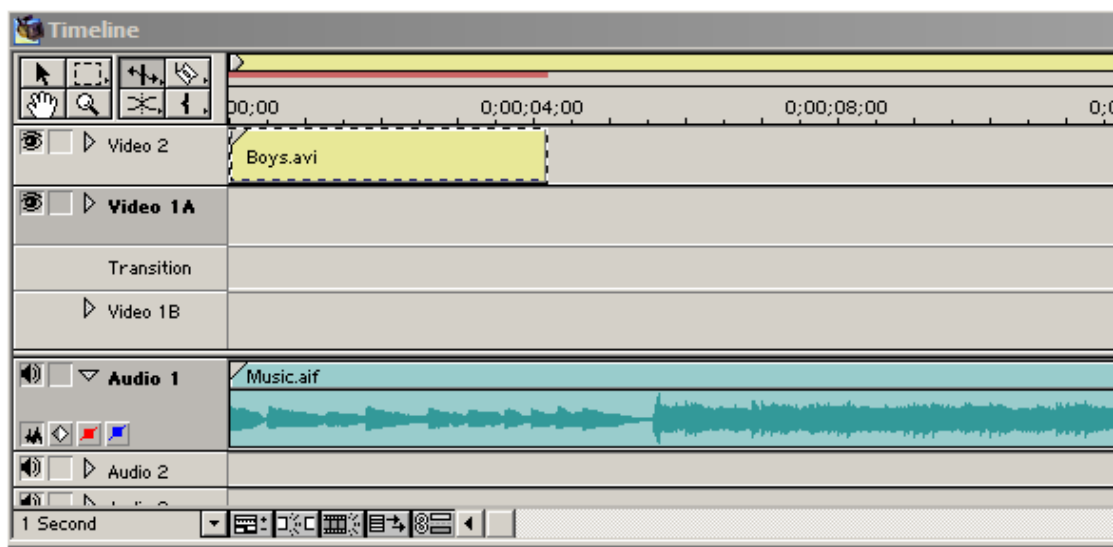 Timeline
00;00 0;00;04;00 0;00;08;00
Video 2
Boys.avi
Video 1A
Transition
Video 1B
Audio 1
Music.aif
Audio 2
1 Second